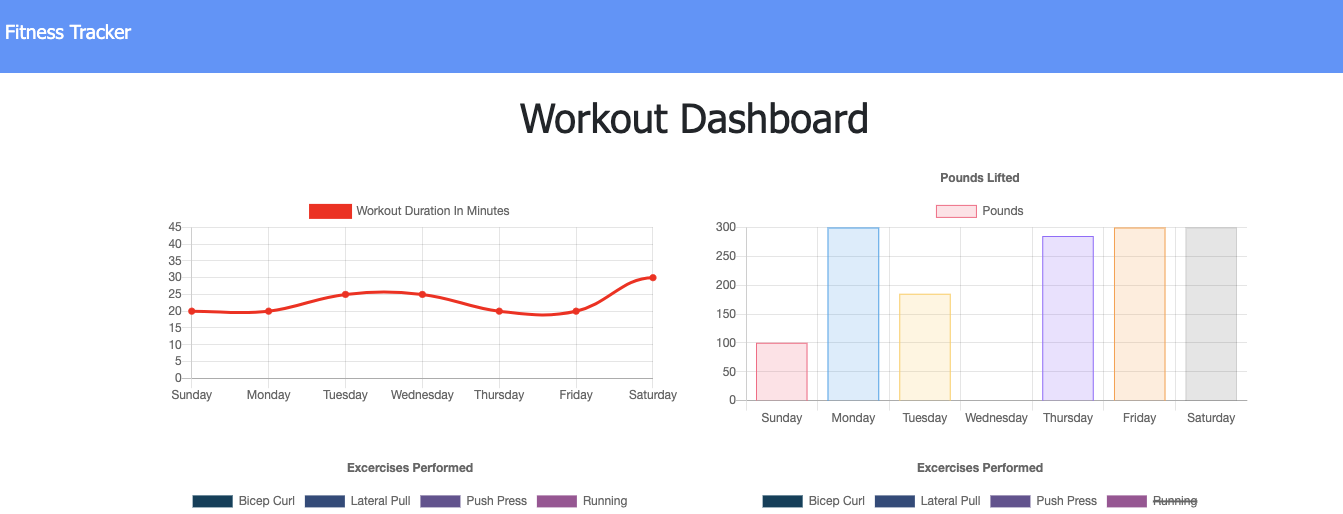 Fitness Tracker
Workout Dashboard
Workout Duration In Minutes
45
40
35
30
25
20
15
10
5
0
Sunday Monday Tuesday Wednesday Thursday Friday Saturday
Pounds Lifted
Pounds
300
250
200
150
100
50
0
Sunday Monday Tuesday Wednesday Thursday Friday Saturday
Excercises Performed
Bicep Curl Lateral Pull Push Press Running
Excercises Performed
Bicep Curl Lateral Pull Push Press Running